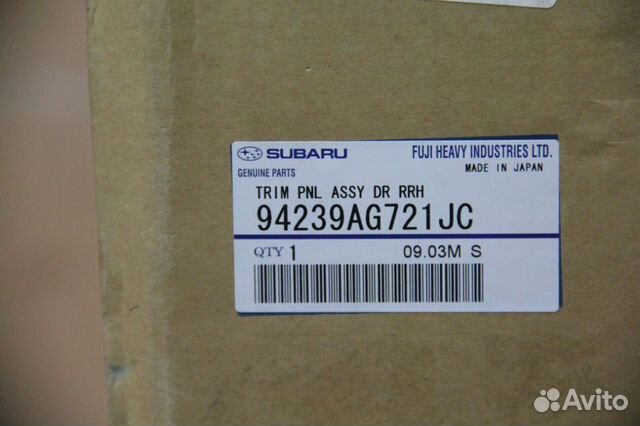 SUBARU
FUJI HEAVY INDUSTRIES LTD.
GENUINE PARTS
MADE IN JAPAN
TRIM PNL ASSY DR RRH
94239AG721JC
QTY 1
09.03M S
Avito